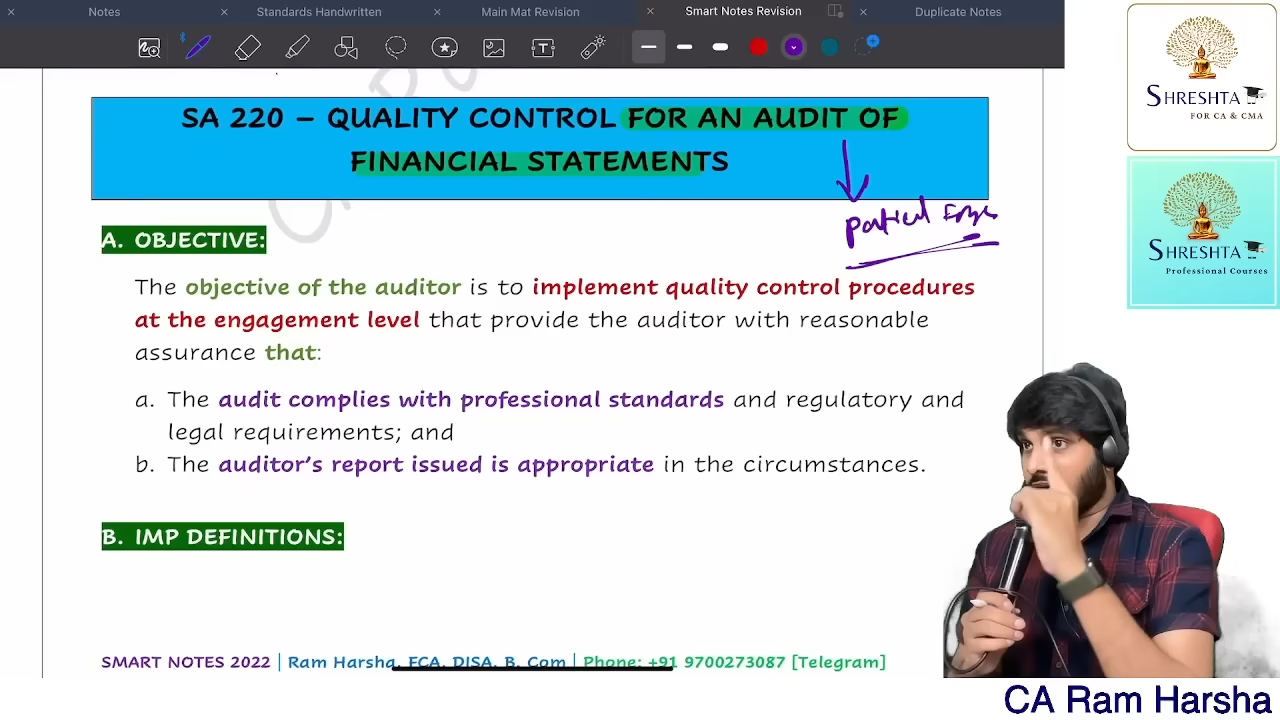 Notes
Standards Handwritten
Main Mat Revision
Smart Notes Revision
Duplicate Notes
SHRESHTA
FOR CA & CMA
SHRESHTA
Professional Courses
SA 220 – QUALITY CONTROL FOR AN AUDIT OF
FINANCIAL STATEMENTS
A. OBJECTIVE:
The objective of the auditor is to implement quality control procedures
at the engagement level that provide the auditor with reasonable
assurance that:
a. The audit complies with professional standards and regulatory and
legal requirements; and
b. The auditor's report issued is appropriate in the circumstances.
B. IMP DEFINITIONS:
SMART NOTES 2022 | Ram Harsha, FCA, DISA, B. Com | Phone: +91 9700273087 [Telegram]
CA Ram Harsha